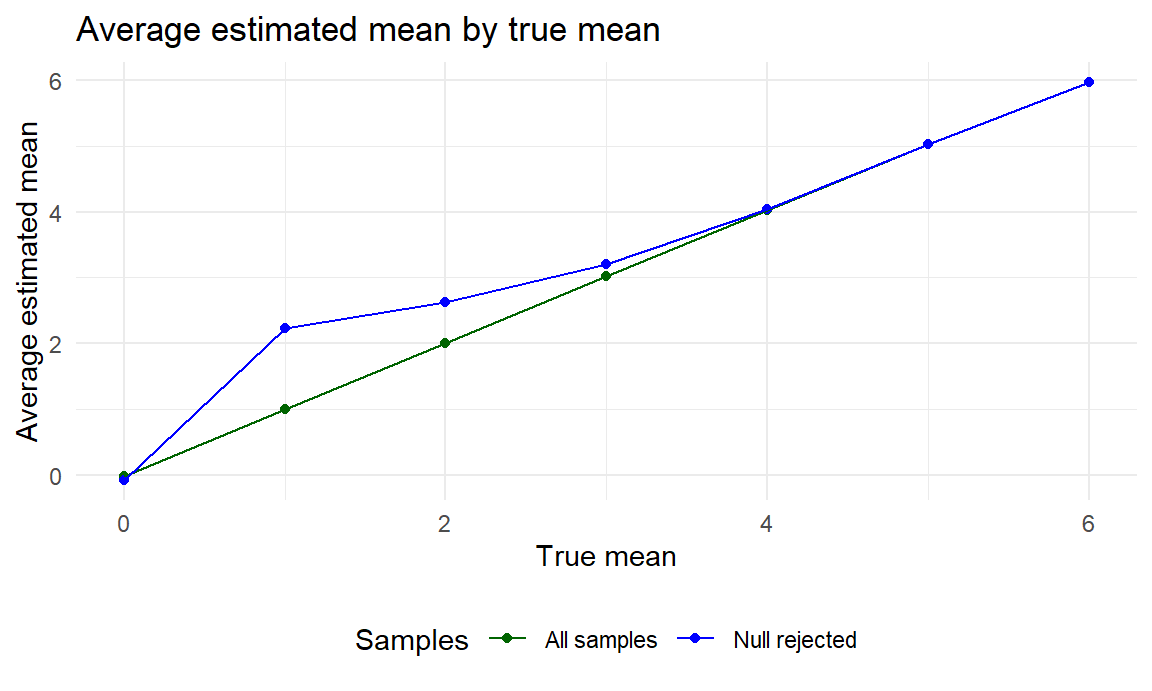 Average estimated mean by true mean
Average estimated mean
6
4
2
0
0 2 4 6
True mean
Samples All samples Null rejected